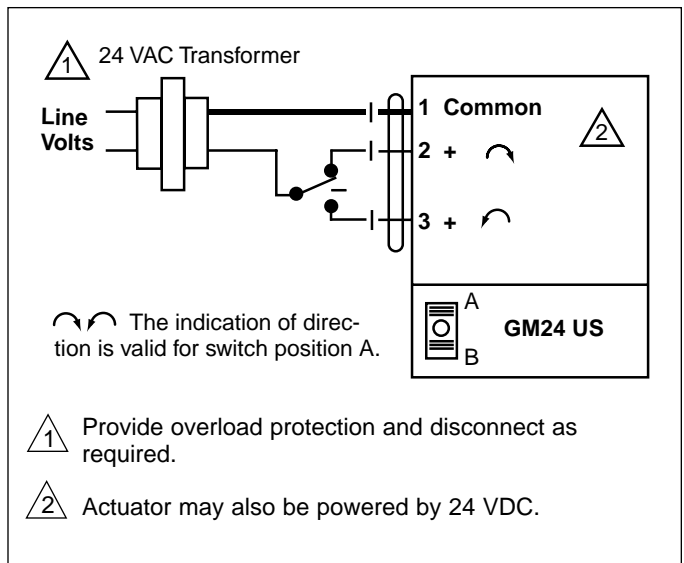 1 24 VAC Transformer
Line
Volts
1 Common
2
2 +
3 +
The indication of direc-
tion is valid for switch position A.
A
GM24 US
B
1 Provide overload protection and disconnect as
required.
2 Actuator may also be powered by 24 VDC.